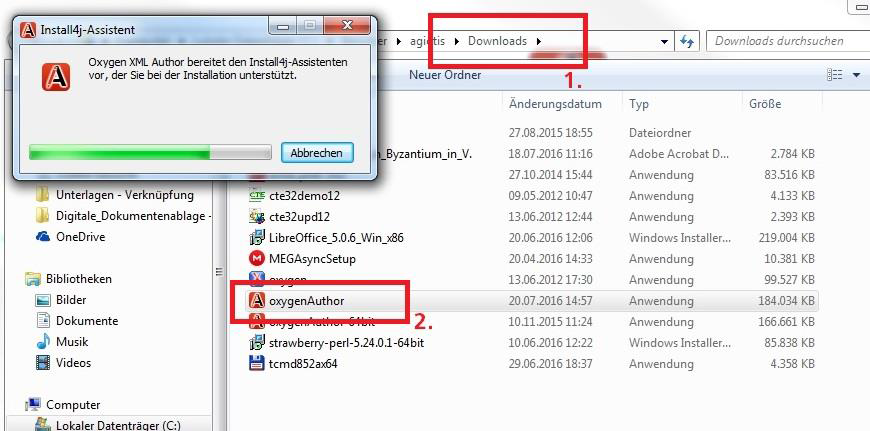 Install4j-Assistent
Oxygen XML Author bereitet den Install4j-Assistenten
vor, der Sie bei der Installation unterstützt.
Abbrechen
agiotis Downloads
Downloads durchsuchen
1.
Neuer Ordner
Änderungsdatum Typ Größe
27.08.2015 18:55 Dateiordner
_Byzantium_in_V. 18.07.2016 11:16 Adobe Acrobat D... 2.784 KB
27.10.2015 14:44 Anwendung 83.516 KB
Unterlagen - Verknüpfung
cte32demo12 09.05.2012 10:47 Anwendung 4.133 KB
Digitale_Dokumentenablage -
cte32upd12 13.06.2012 12:44 Anwendung 2.393 KB
OneDrive
LibreOffice_5.0.6_Win_x86 20.06.2016 12:06 Windows Installer... 219.004 KB
MEGAsyncSetup 20.04.2016 14:33 Anwendung 10.381 KB
Bibliotheken
oxygen 13.06.2012 17:30 Anwendung 99.527 KB
Bilder
oxygenAuthor 20.07.2016 14:57 Anwendung 184.034 KB
2.
Dokumente
oxygenAuthor-64bit 10.11.2015 11:24 Anwendung 166.661 KB
Musik
strawberry-perl-5.24.0.1-64bit 10.06.2016 12:22 Windows Installer... 85.838 KB
Videos
tcmd852ax64 29.06.2016 18:37 Anwendung 4.358 KB
Computer
Lokaler Datenträger (C:)